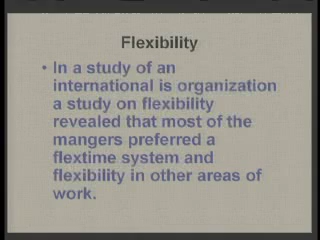 Flexibility
• In a study of an
international is organization
a study on flexibility
revealed that most of the
mangers preferred a
flextime system and
flexibility in other areas of
work.